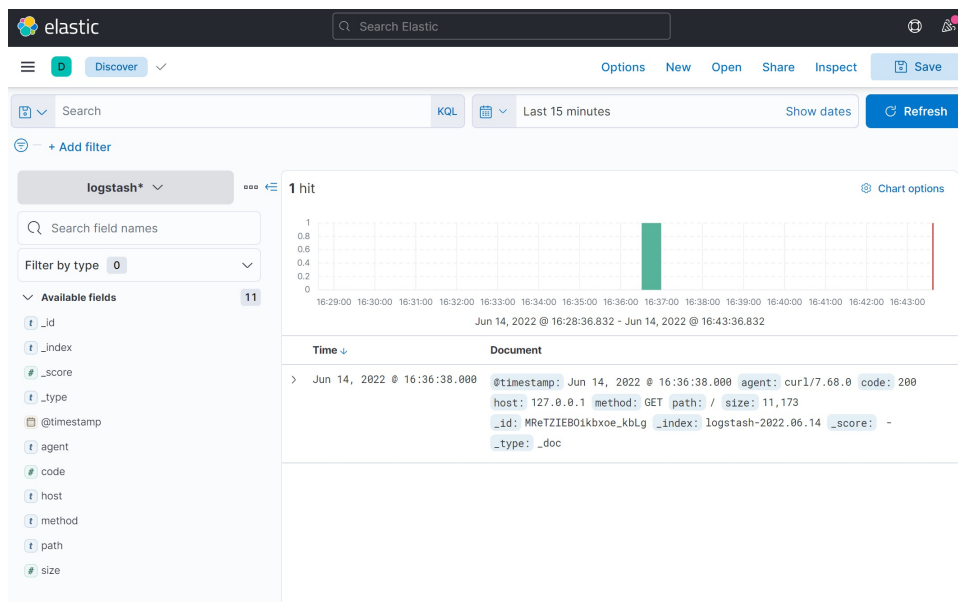 elastic
Search Elastic
D Discover
Options New Open Share Inspect Save
Search KQL Last 15 minutes Show dates Refresh
+ Add filter
logstash*
1 hit
Chart options
Search field names
Filter by type 0
Available fields 11
t _id
t _index
# _score
t _type
@timestamp
t agent
# code
t host
t method
t path
# size
1
0.8
0.6
0.4
0.2
0
16:29:00 16:30:00 16:31:00 16:32:00 16:33:00 16:34:00 16:35:00 16:36:00 16:37:00 16:38:00 16:39:00 16:40:00 16:41:00 16:42:00 16:43:00
Jun 14, 2022 @ 16:28:36.832 - Jun 14, 2022 @ 16:43:36.832
Time Document
Jun 14, 2022 @ 16:36:38.000
@timestamp: Jun 14, 2022 @ 16:36:38.000 agent: curl/7.68.0 code: 200
host: 127.0.0.1 method: GET path: / size: 11,173
_id: MReTZIEBOikbxoe_kbLg _index: logstash-2022.06.14 _score: -
_type: _doc